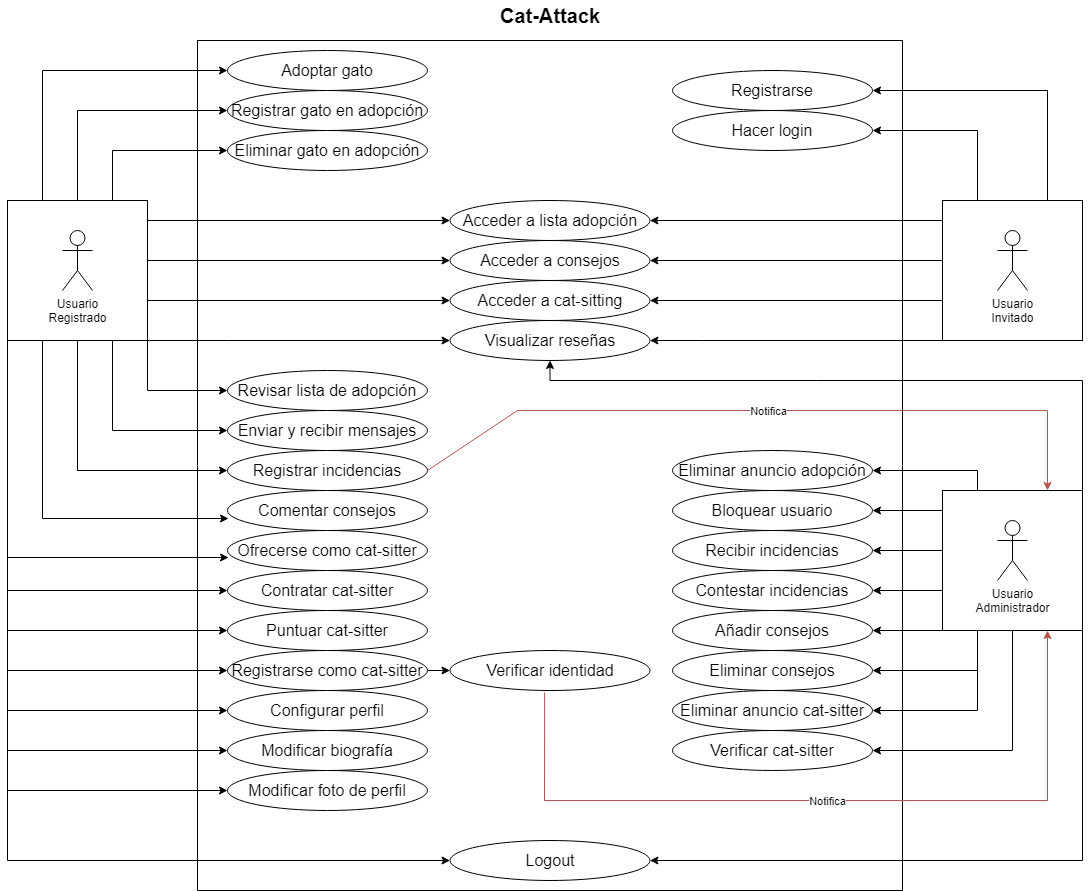 Cat-Attack
Adoptar gato
Registrar gato en adopción
Eliminar gato en adopción
Registrarse
Hacer login
Usuario
Registrado
Acceder a lista adopción
Acceder a consejos
Acceder a cat-sitting
Visualizar reseñas
Usuario
Invitado
Revisar lista de adopción
Enviar y recibir mensajes
Registrar incidencias
Comentar consejos
Ofrecerse como cat-sitter
Contratar cat-sitter
Puntuar cat-sitter
Registrarse como cat-sitter
Configurar perfil
Modificar biografía
Modificar foto de perfil
Verificar identidad
Notifica
Eliminar anuncio adopción
Bloquear usuario
Recibir incidencias
Contestar incidencias
Añadir consejos
Eliminar consejos
Eliminar anuncio cat-sitter
Verificar cat-sitter
Usuario
Administrador
Notifica
Logout